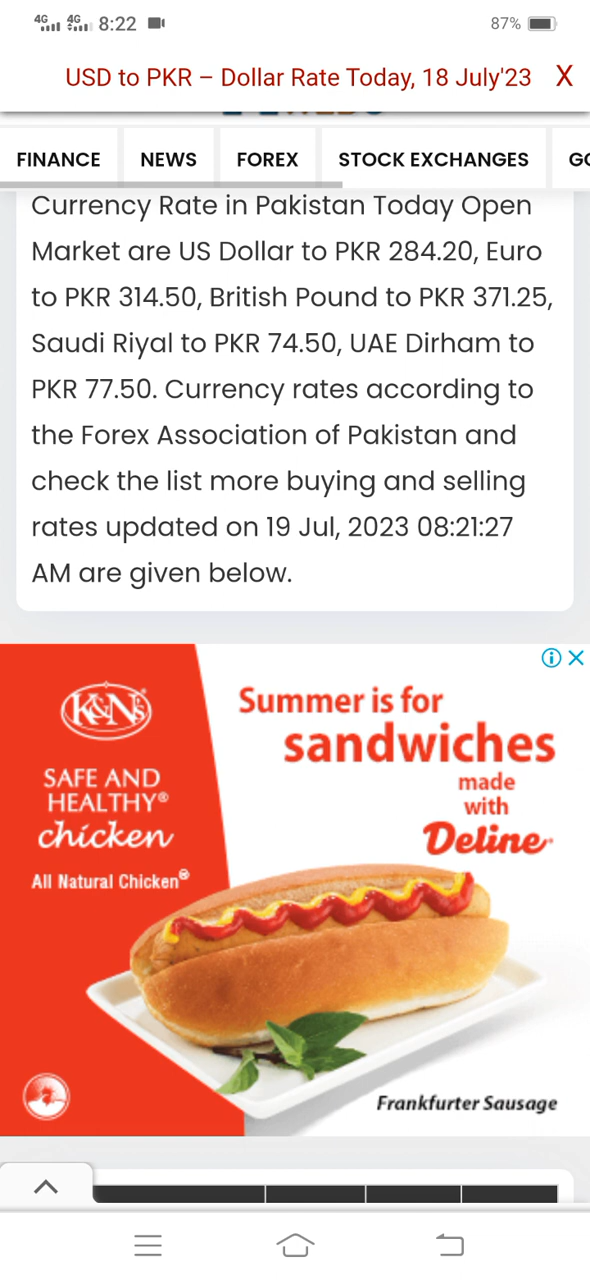 4G 4G 8:22 87%
USD to PKR – Dollar Rate Today, 18 July'23 X
FINANCE NEWS FOREX STOCK EXCHANGES
Currency Rate in Pakistan Today Open
Market are US Dollar to PKR 284.20, Euro
to PKR 314.50, British Pound to PKR 371.25,
Saudi Riyal to PKR 74.50, UAE Dirham to
PKR 77.50. Currency rates according to
the Forex Association of Pakistan and
check the list more buying and selling
rates updated on 19 Jul, 2023 08:21:27
AM are given below.
K&N's®
SAFE AND
HEALTHY®
chicken
All Natural Chicken®
Summer is for
sandwiches
made
with
Deline
Frankfurter Sausage